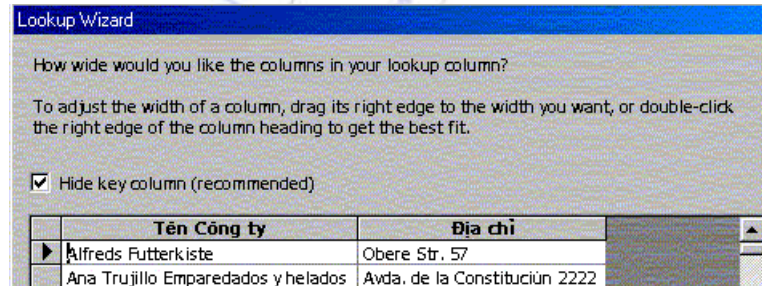 Lookup Wizard
How wide would you like the columns in your lookup column?
To adjust the width of a column, drag its right edge to the width you want, or double-click
the right edge of the column heading to get the best fit.
Hide key column (recommended)
Tên Công ty Địa chỉ
Alfreds Futterkiste Obere Str. 57
Ana Trujillo Emparedados y helados Avda. de la Constitución 2222